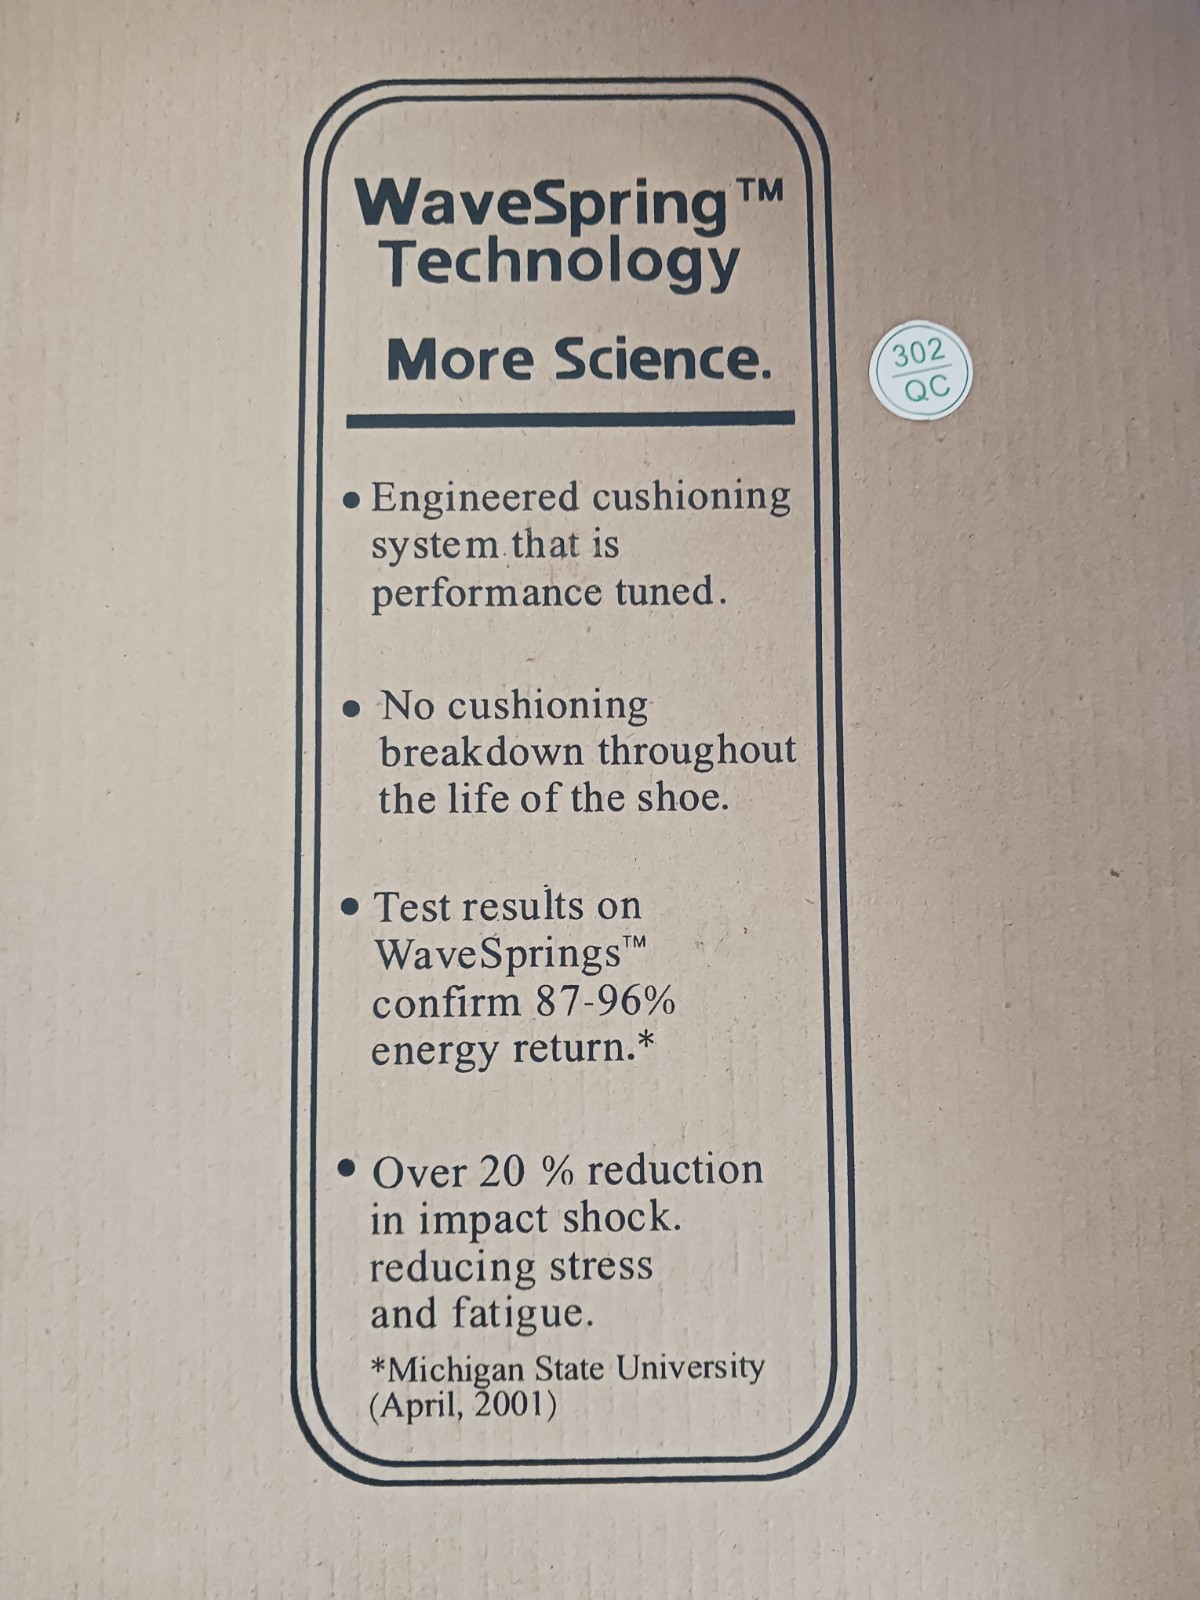 WaveSpring™
Technology
More Science.
302
QC
• Engineered cushioning
system that is
performance tuned.
• No cushioning
breakdown throughout
the life of the shoe.
• Test results on
WaveSprings™
confirm 87-96%
energy return.*
• Over 20 % reduction
in impact shock.
reducing stress
and fatigue.
*Michigan State University
(April, 2001)